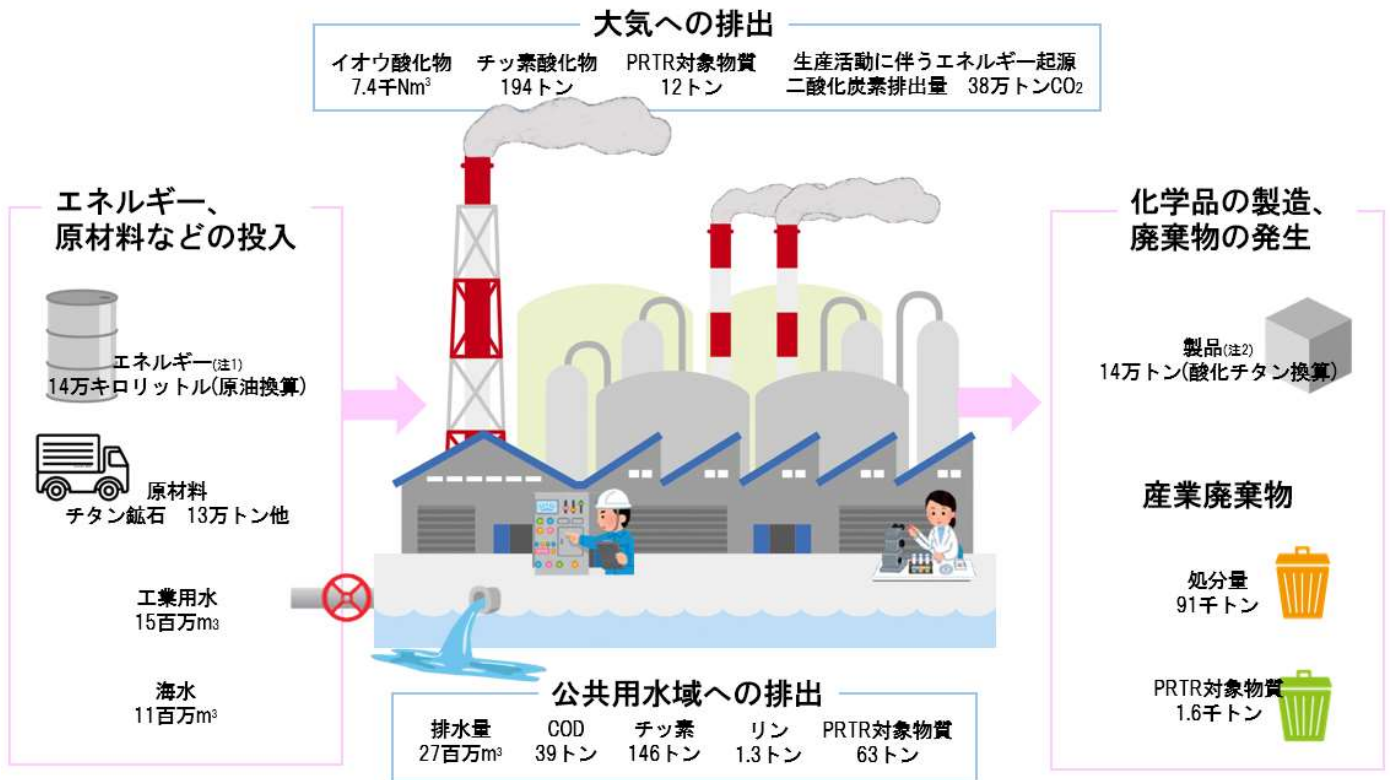 大気への排出
イオウ酸化物 チッ素酸化物 PRTR対象物質 生産活動に伴うエネルギー起源
7.4千Nm³ 194トン 12トン 二酸化炭素排出量 38万トンCO₂
エネルギー、
原材料などの投入
エネルギー(注1)
14万キロリットル(原油換算)
原材料
チタン鉱石 13万トン他
工業用水
15百万m₃
海水
11百万m³
化学品の製造、
廃棄物の発生
製品(注2)
14万トン(酸化チタン換算)
産業廃棄物
処分量
91千トン
PRTR対象物質
1.6千トン
公共用水域への排出
排水量 COD チッ素 リン PRTR対象物質
27百万m³ 39トン 146トン 1.3トン 63トン